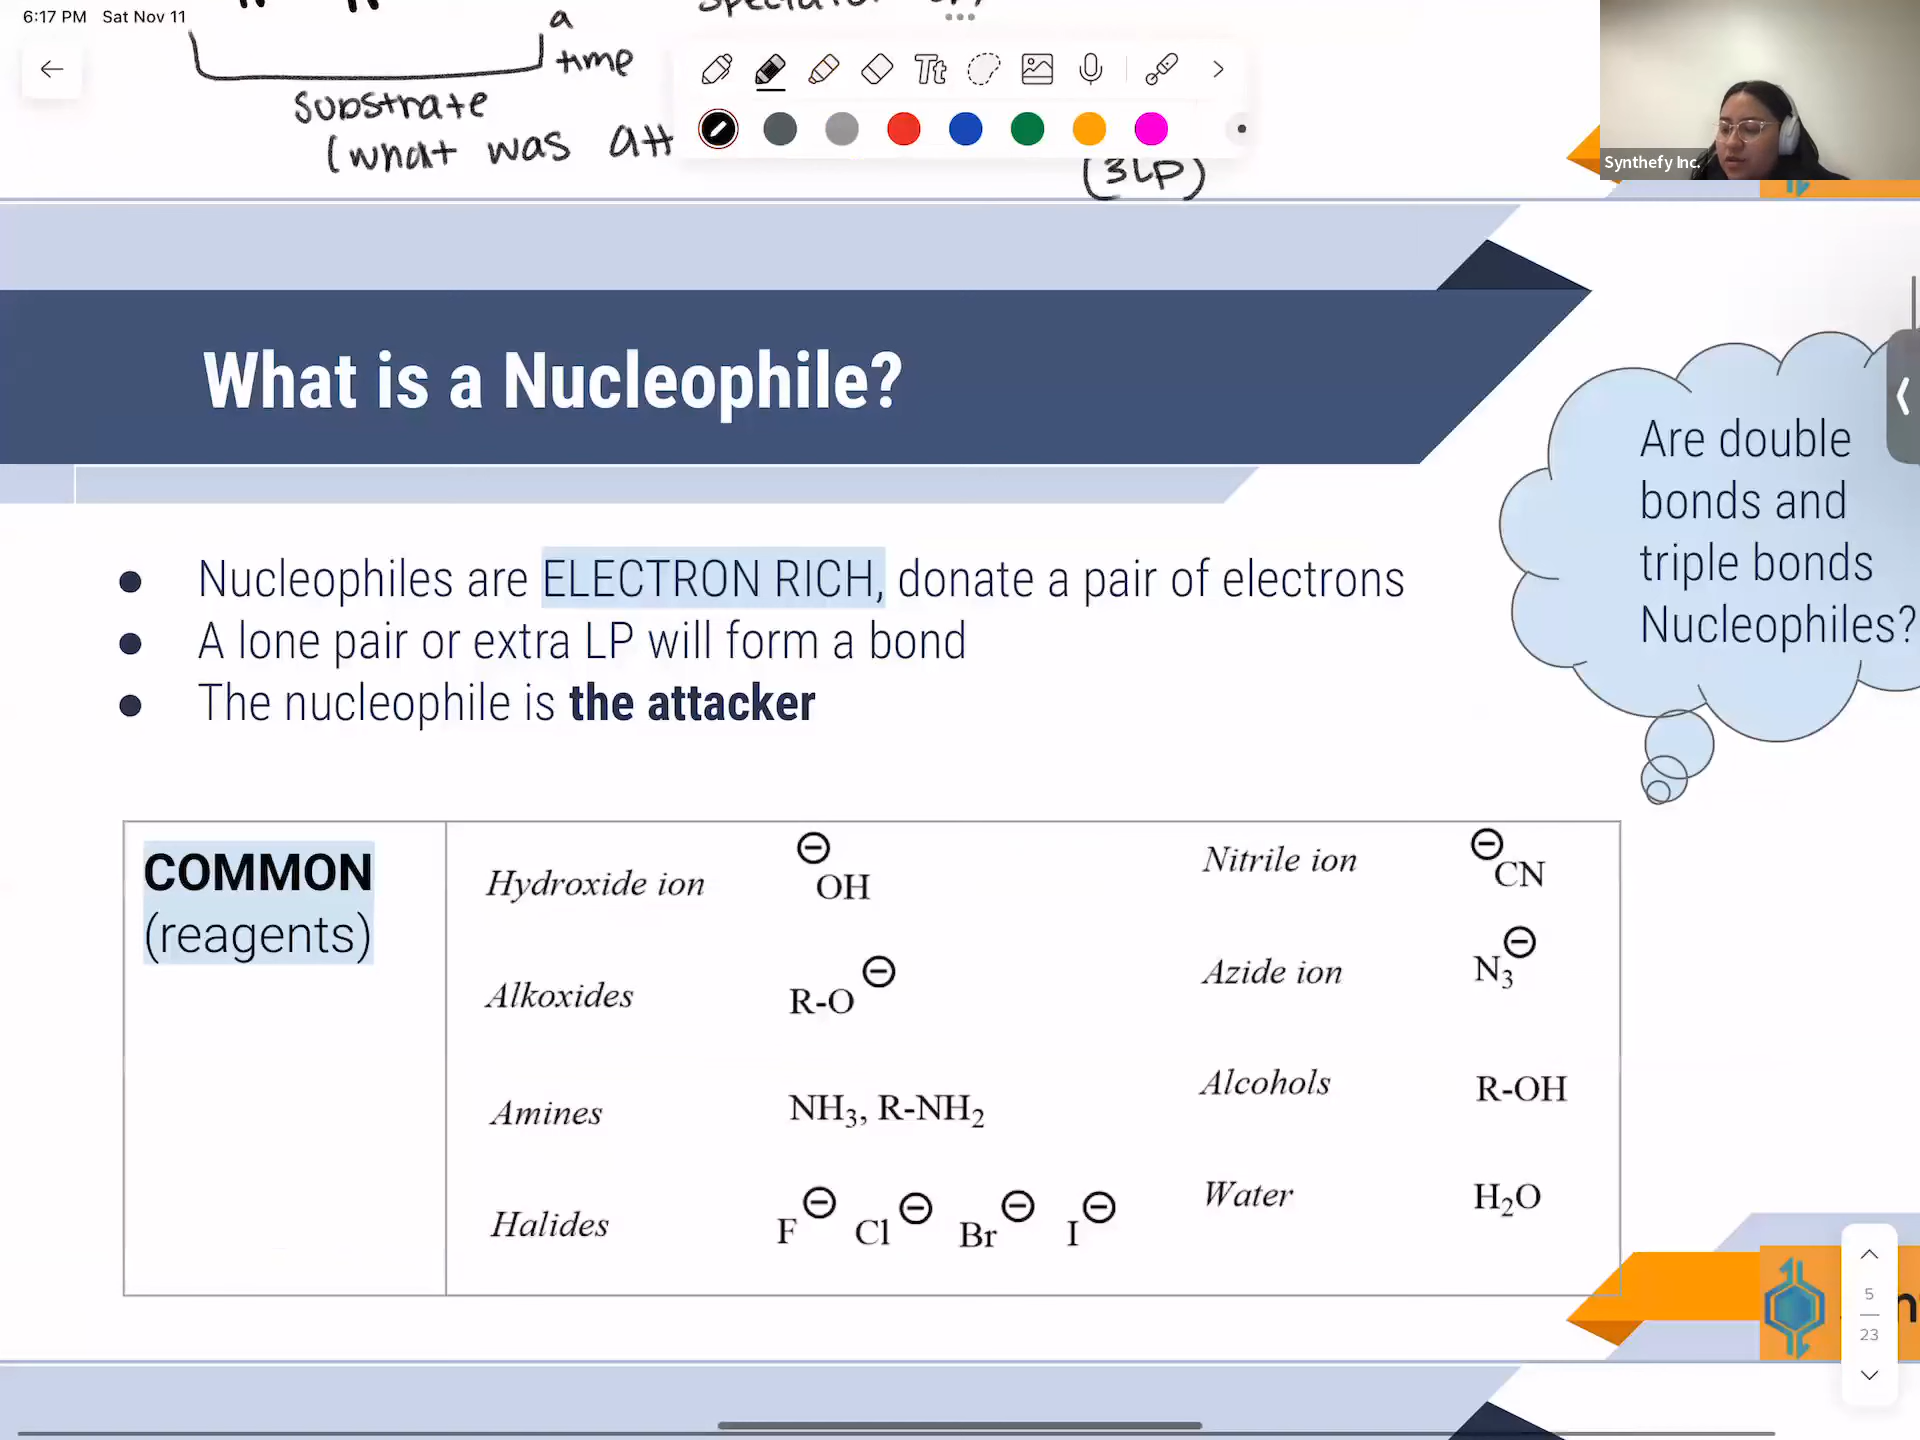 6:17 PM Sat Nov 11
a
time
substrate
(what was att
Tt
(3LP)
Synthefy Inc.
What is a Nucleophile?
Are double
bonds and
triple bonds
Nucleophiles?
● Nucleophiles are ELECTRON RICH, donate a pair of electrons
● A lone pair or extra LP will form a bond
● The nucleophile is the attacker
COMMON
(reagents)
Hydroxide ion ⊖OH
Alkoxides R-O⊖
Amines NH₃, R-NH₂
Halides F⊖ Cl⊖ Br⊖ I⊖
Nitrile ion ⊖CN
Azide ion N₃⊖
Alcohols R-OH
Water H₂O
5
23